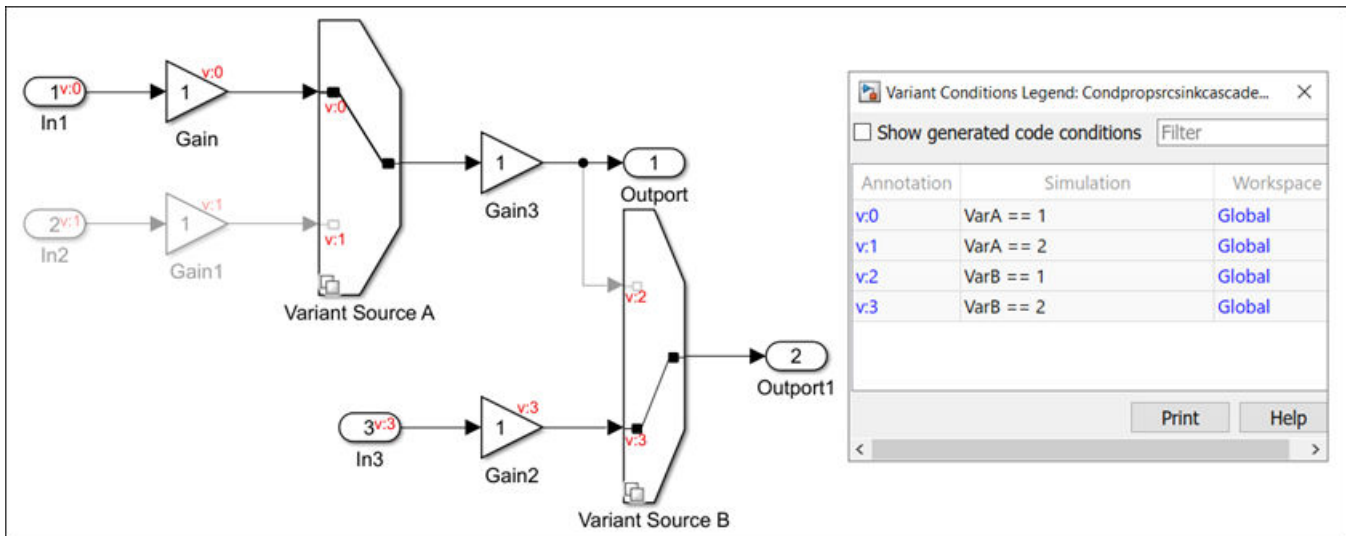 1 v:0
In1
1
v:0
Gain
v:0
2 v:1
In2
1
v:1
Gain1
v:1
Variant Source A
1
Gain3
1
Outport
v:2
3 v:3
In3
1
v:3
Gain2
v:3
Variant Source B
2
Outport1
Variant Conditions Legend: Condpropsrcsinkcascade...
Show generated code conditions Filter
Annotation Simulation Workspace
v:0 VarA == 1 Global
v:1 VarA == 2 Global
v:2 VarB == 1 Global
v:3 VarB == 2 Global
Print Help